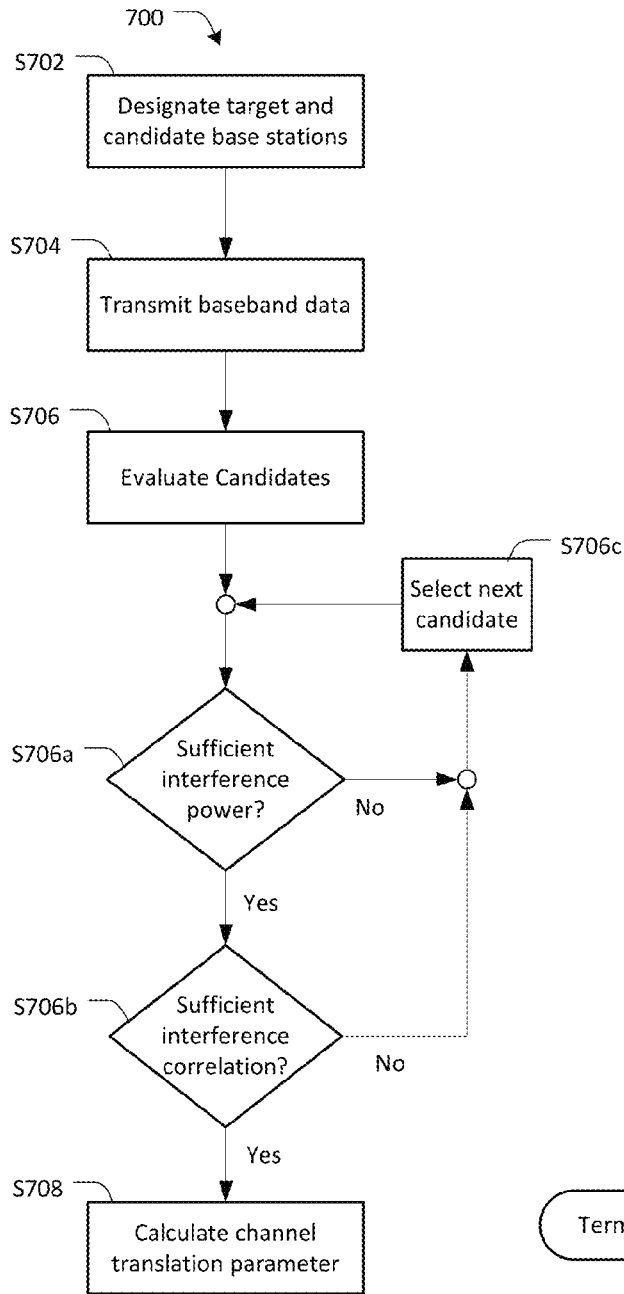 700
S702
Designate target and
candidate base stations
S704
Transmit baseband data
S706
Evaluate Candidates
S706c
Select next
candidate
S706a
Sufficient
interference
power?
No
Yes
S706b
Sufficient
interference
correlation?
No
Yes
S708
Calculate channel
translation parameter